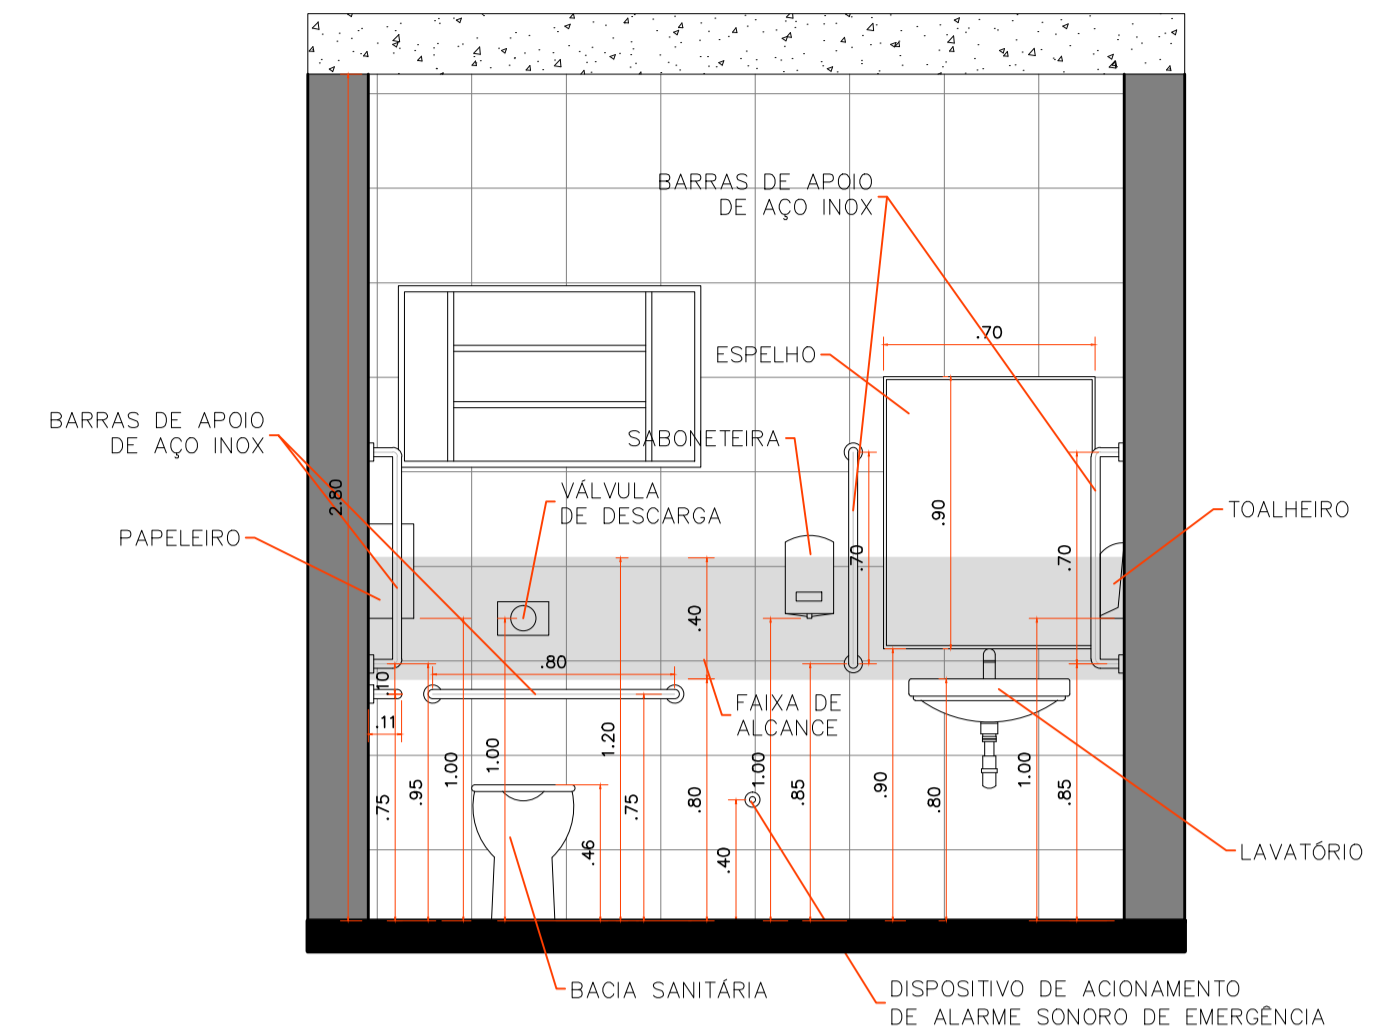 BARRAS DE APOIO
DE AÇO INOX
.70
ESPELHO
BARRAS DE APOIO
DE AÇO INOX
SABONETEIRA
2.80
VÁLVULA
DE DESCARGA
.90
TOALHEIRO
PAPELEIRO
.70
.70
.40
.80
.10
FAIXA DE
ALCANCE
.11
1.20
1.00
1.00
1.00
1.00
.75
.95
.75
.80
.85
.90
.80
.85
.46
.40
LAVATÓRIO
BACIA SANITÁRIA
DISPOSITIVO DE ACIONAMENTO
DE ALARME SONORO DE EMERGÊNCIA